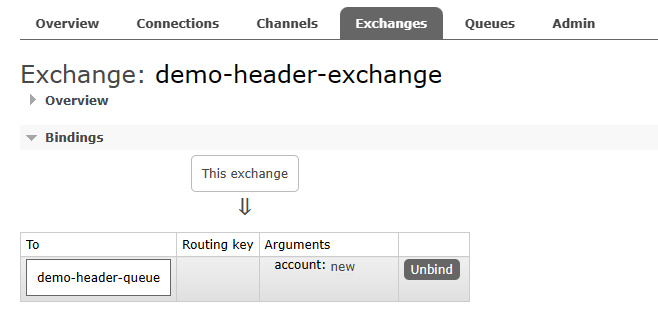 Overview Connections Channels Exchanges Queues Admin
Exchange: demo-header-exchange
Overview
Bindings
This exchange
⇓
To Routing key Arguments
demo-header-queue account: new Unbind